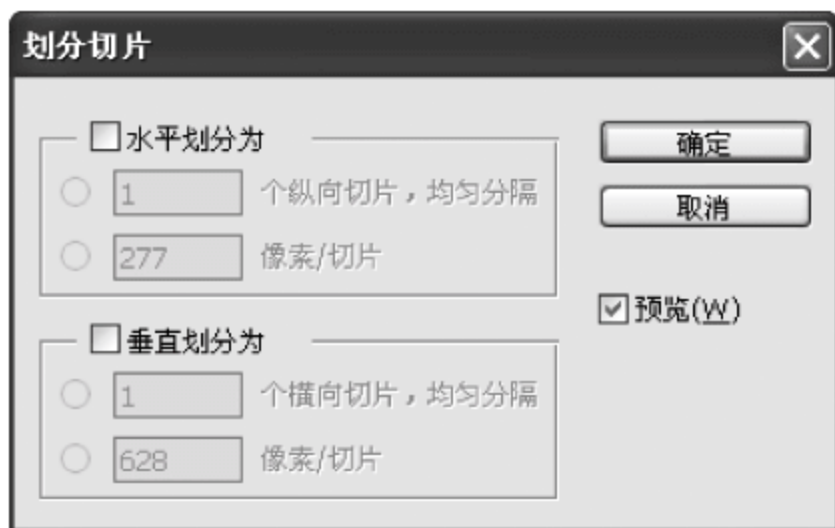 划分切片
水平划分为
1 个纵向切片，均匀分隔
277 像素/切片
垂直划分为
1 个横向切片，均匀分隔
628 像素/切片
确定
取消
预览(W)